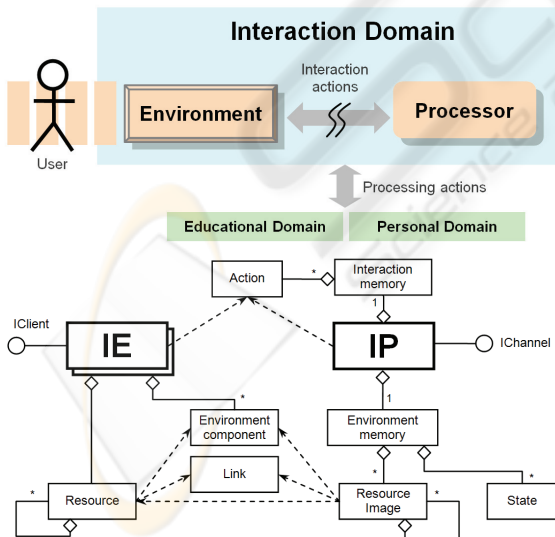 Interaction Domain
Interaction
actions
Environment
Processor
User
Processing actions
Educational Domain
Personal Domain
Action
*
Interaction
memory
1
IClient
IE
IP
IChannel
*
1
Environment
component
Environment
memory
Link
*
*
*
Resource
Resource
Image
*
State